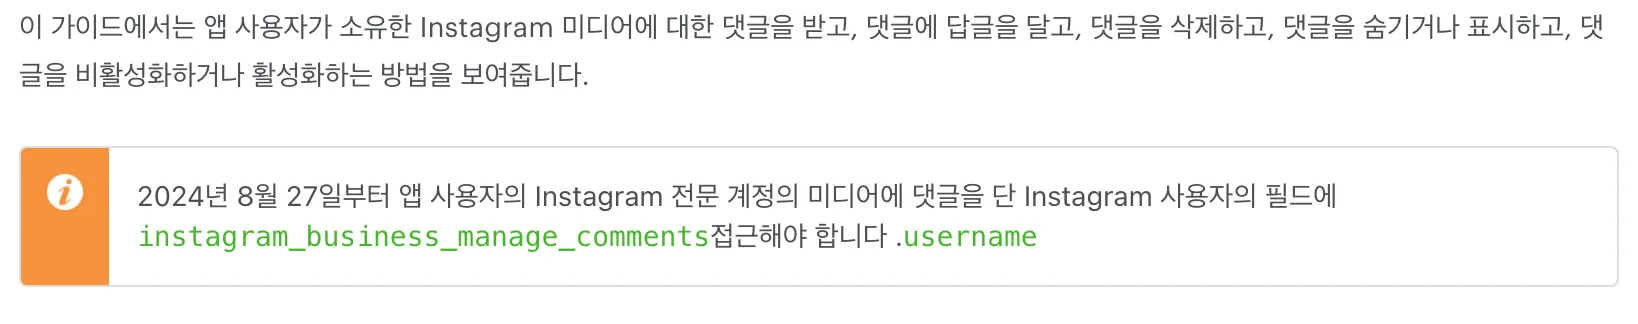 이 가이드에서는 앱 사용자가 소유한 Instagram 미디어에 대한 댓글을 받고, 댓글에 답글을 달고, 댓글을 삭제하고, 댓글을 숨기거나 표시하고, 댓
글을 비활성화하거나 활성화하는 방법을 보여줍니다.
2024년 8월 27일부터 앱 사용자의 Instagram 전문 계정의 미디어에 댓글을 단 Instagram 사용자의 필드에
instagram_business_manage_comments접근해야 합니다 .username